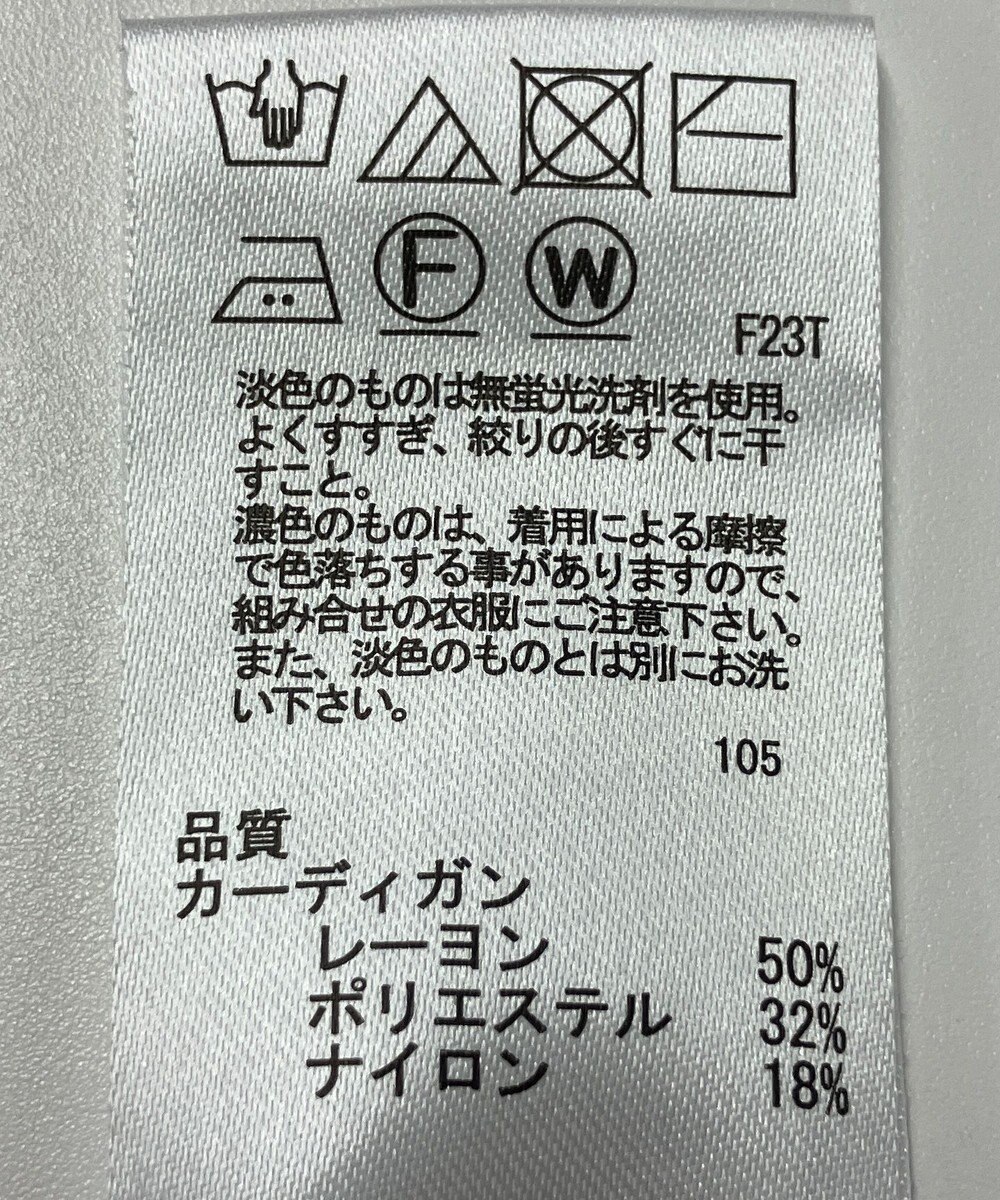 F W
F23T
淡色のものは無蛍光洗剤を使用。
よくすすぎ、絞りの後すぐに干
すこと。
濃色のものは、着用による摩擦
で色落ちする事がありますので、
組み合せの衣服にご注意下さい。
また、淡色のものとは別にお洗
い下さい。
105
品質
カーディガン
レーヨン 50%
ポリエステル 32%
ナイロン 18%